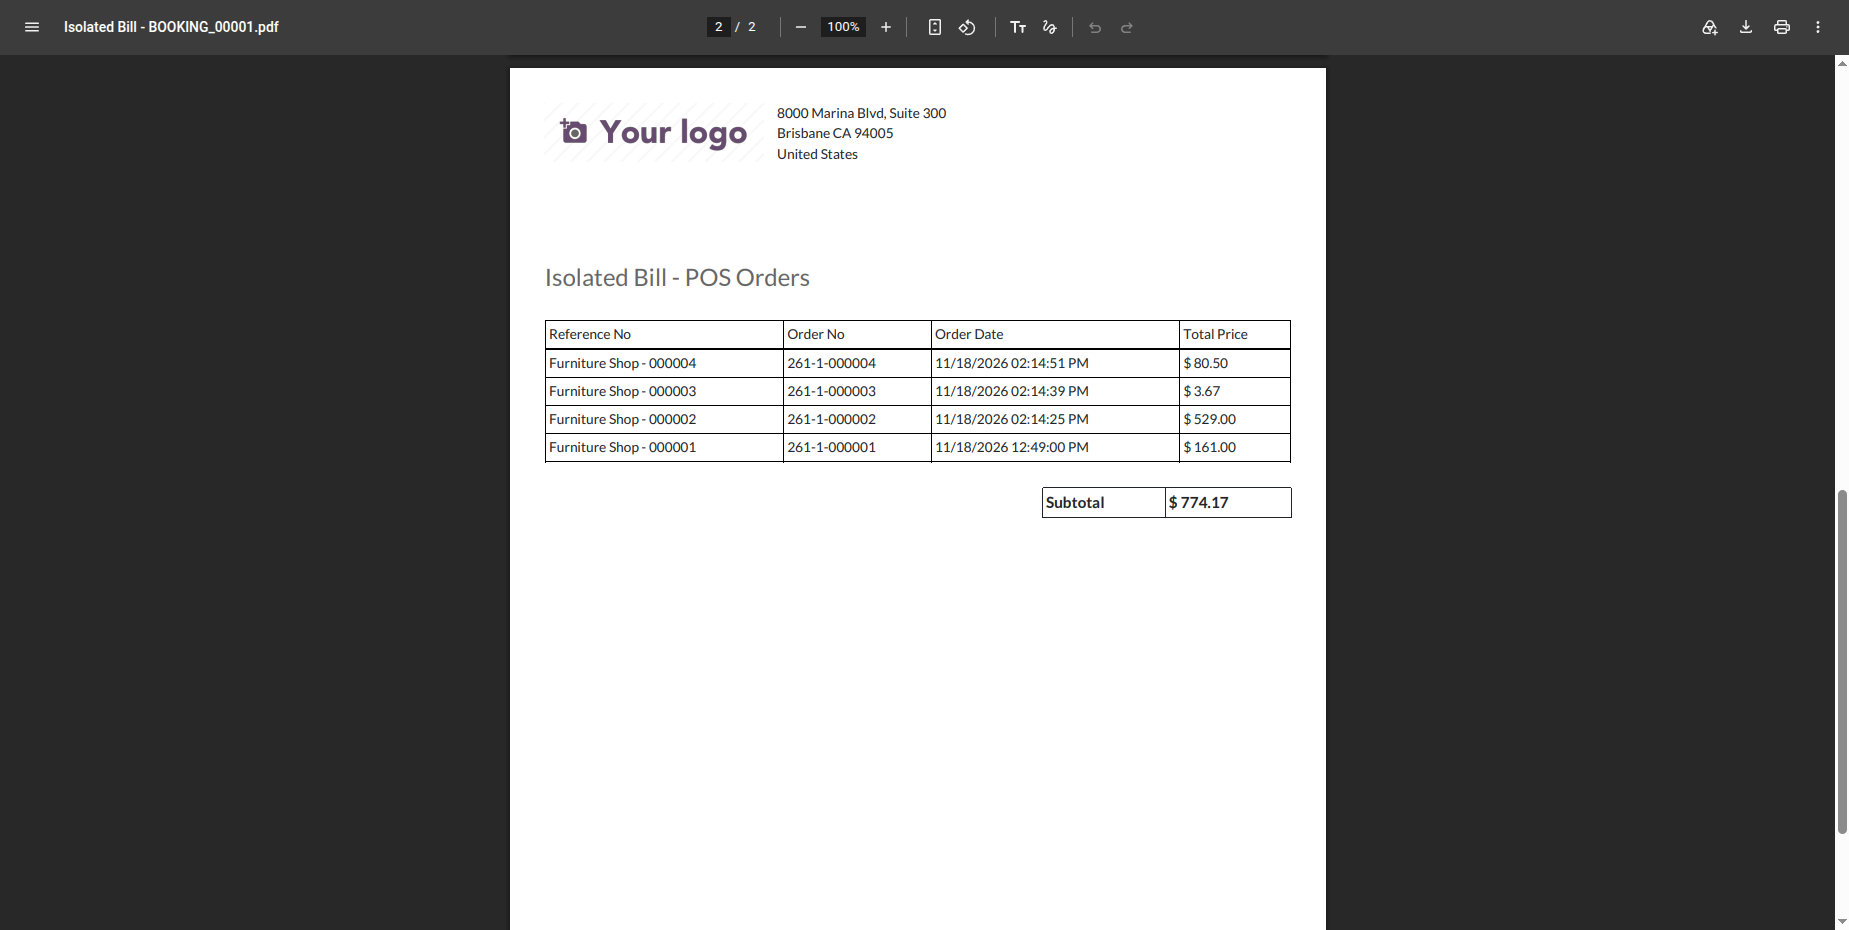 Isolated Bill - BOOKING_00001.pdf
2 / 2
100%
Your logo
8000 Marina Blvd, Suite 300
Brisbane CA 94005
United States
Isolated Bill - POS Orders
Reference No Order No Order Date Total Price
Furniture Shop - 000004 261-1-000004 11/18/2026 02:14:51 PM $ 80.50
Furniture Shop - 000003 261-1-000003 11/18/2026 02:14:39 PM $ 3.67
Furniture Shop - 000002 261-1-000002 11/18/2026 02:14:25 PM $ 529.00
Furniture Shop - 000001 261-1-000001 11/18/2026 12:49:00 PM $ 161.00
Subtotal $ 774.17